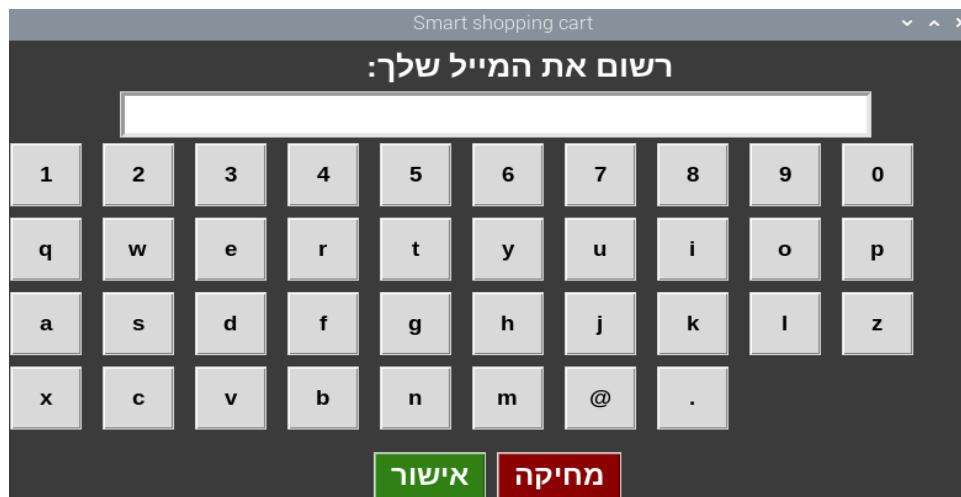 Smart shopping cart
רשום את המייל שלך:
1 2 3 4 5 6 7 8 9 0
q w e r t y u i o p
a s d f g h j k l z
x c v b n m @ .
מחיקה אישור